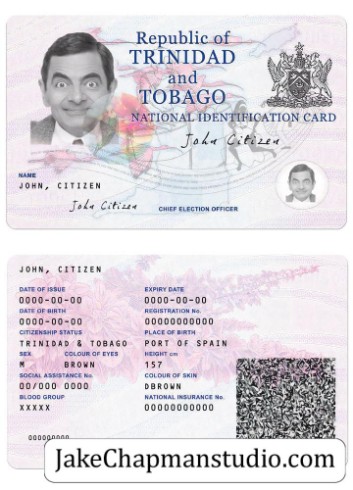 Republic of
TRINIDAD
and
TOBAGO
NATIONAL IDENTIFICATION CARD
John Citizen
NAME
JOHN, CITIZEN
John Citizen CHIEF ELECTION OFFICER
JOHN, CITIZEN
DATE OF ISSUE EXPIRY DATE
0000-00-00 0000-00-00
DATE OF BIRTH REGISTRATION No.
0000-00-00 00000000000
CITIZENSHIP STATUS PLACE OF BIRTH
TRINIDAD & TOBAGO PORT OF SPAIN
SEX COLOUR OF EYES HEIGHT cm
M BROWN 157
SOCIAL ASSISTANCE No. COLOUR OF SKIN
00/000 0000 DBROWN
BLOOD GROUP NATIONAL INSURANCE No.
XXXXX 00000000000
000000000
JakeChapmanstudio.com